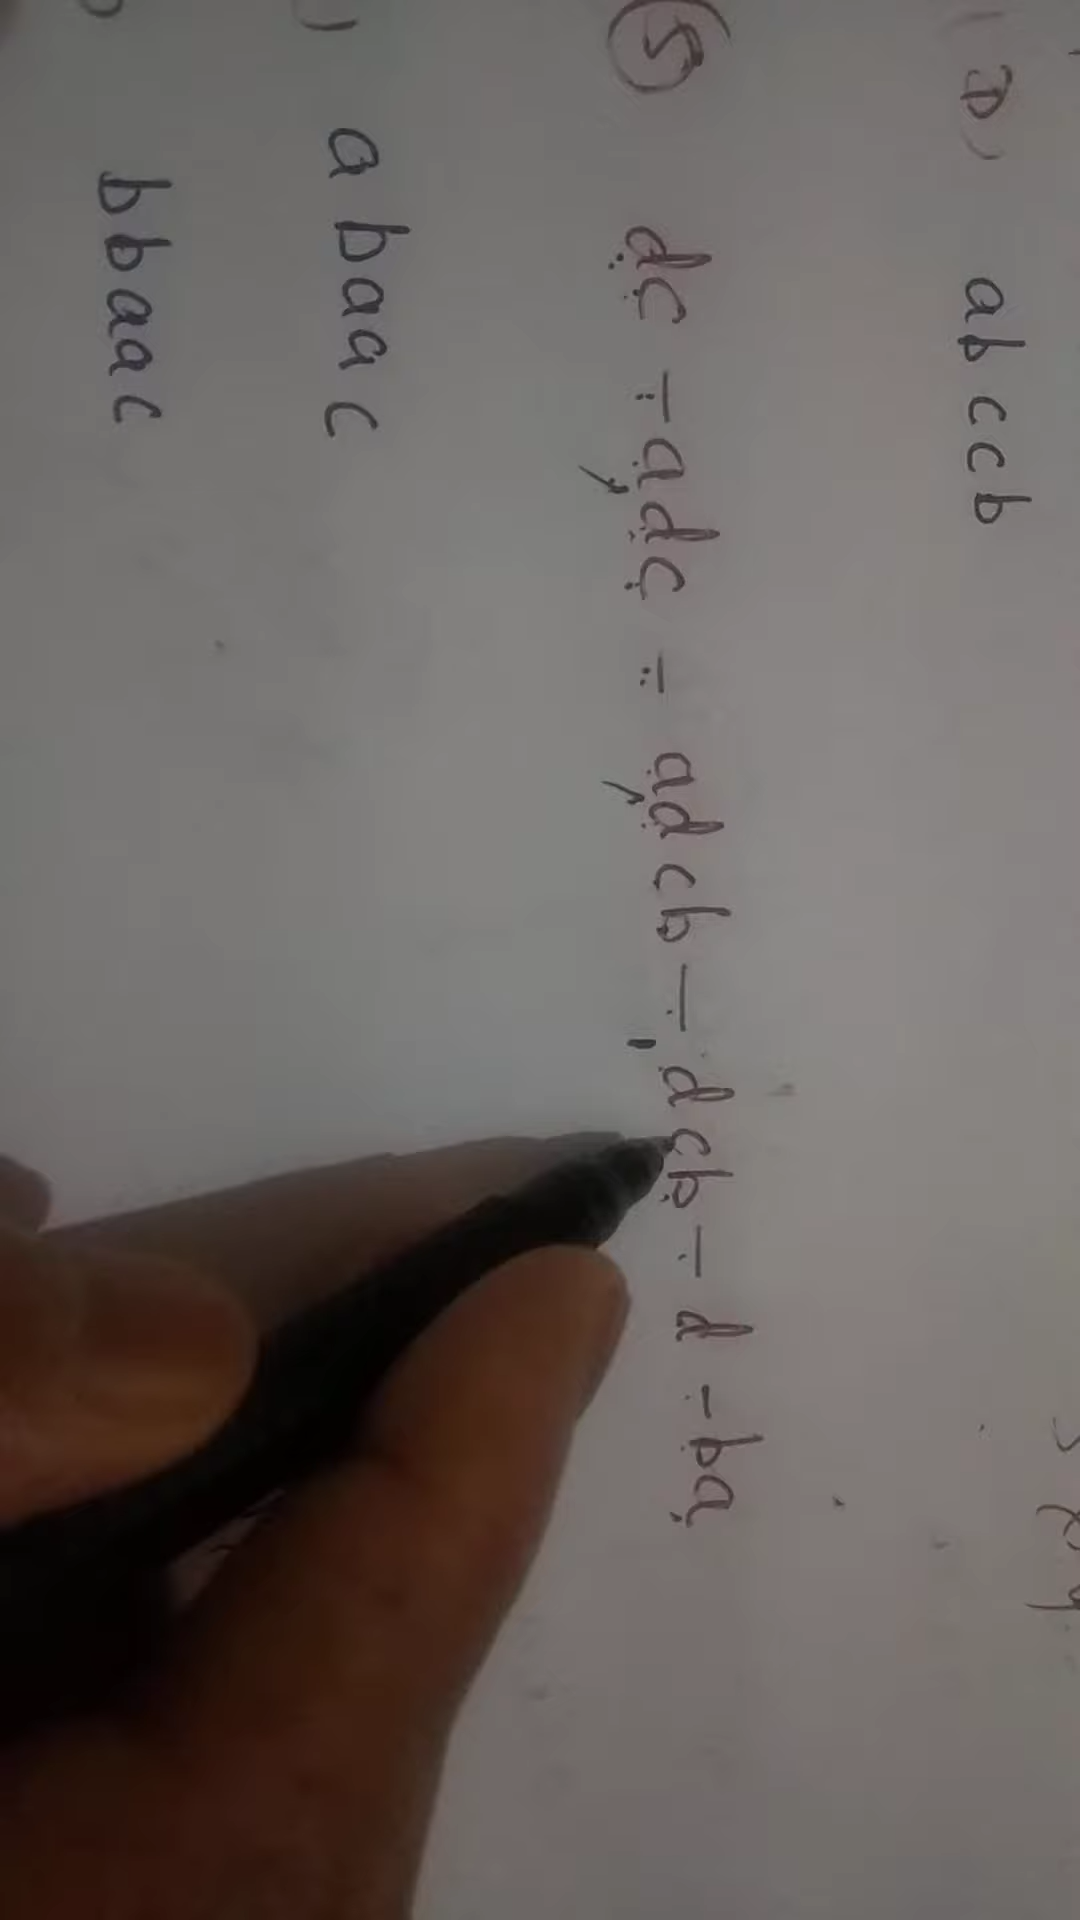 abccb
(5) dc - adc - adcb - dcb - d - ba
abaac
bbaac